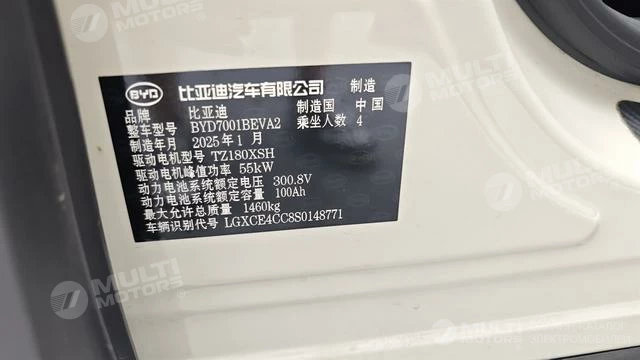 MULTI MOTORS
BYD 比亚迪汽车有限公司 制造
品牌 比亚迪 制造国 中国
整车型号 BYD7001BEVA2 乘坐人数 4
制造年月 2025年1月
驱动电机型号 TZ180XSH
驱动电机峰值功率 55kW
动力电池系统额定电压 300.8V
动力电池系统额定容量 100Ah
最大允许总质量 1460kg
车辆识别代号 LGXCE4CC8S0148771
MULTI MOTORS
MULTI MOTORS
MULTI MOTORS